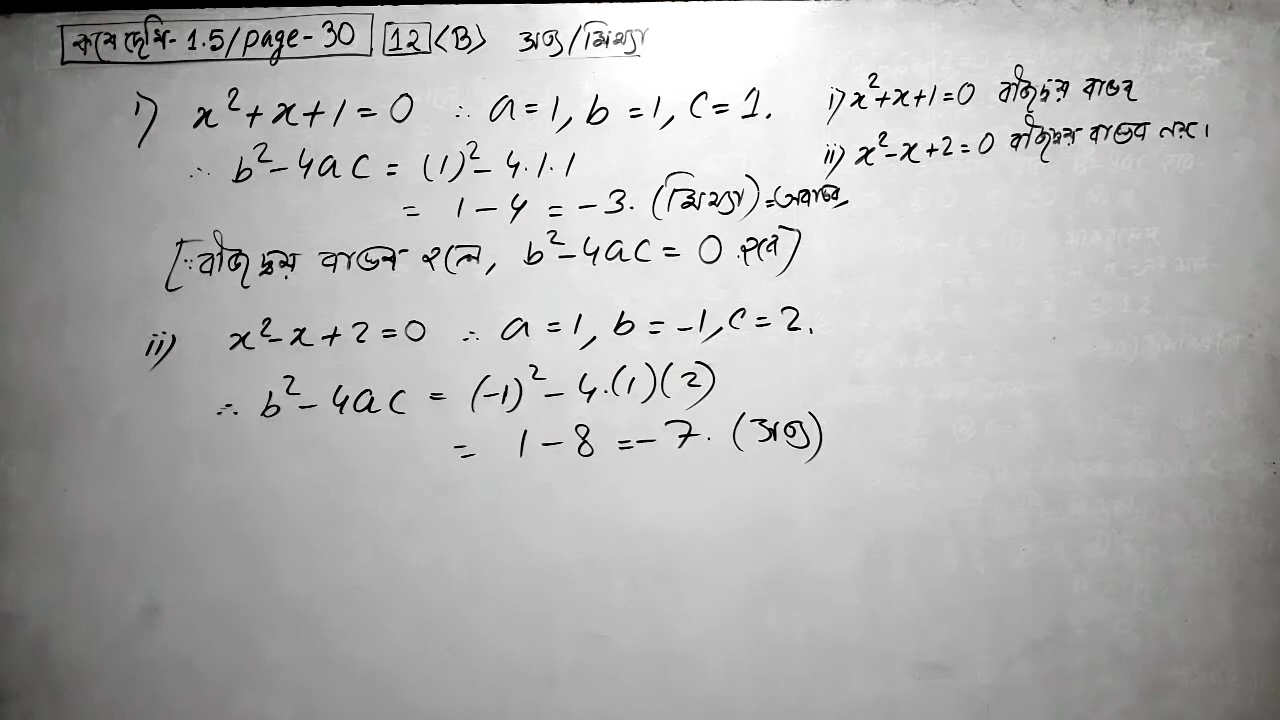 কষে দেখি- 1.5/page-30 12 <B> সত্য/মিথ্যা
i) x²+x+1=0 বীজদ্বয় বাস্তব
ii) x²-x+2=0 বীজদ্বয় বাস্তব নয়।
i) x²+x+1=0 ∴ a=1, b=1, c=1.
∴ b²-4ac = (1)²-4.1.1
= 1-4 = -3. (মিথ্যা)=অবাস্তব,
[∵বীজদ্বয় বাস্তব হলে, b²-4ac = 0 হবে]
ii) x²-x+2=0 ∴ a=1, b=-1, c=2.
∴ b²-4ac = (-1)²-4.(1)(2)
= 1-8 =-7. (সত্য)